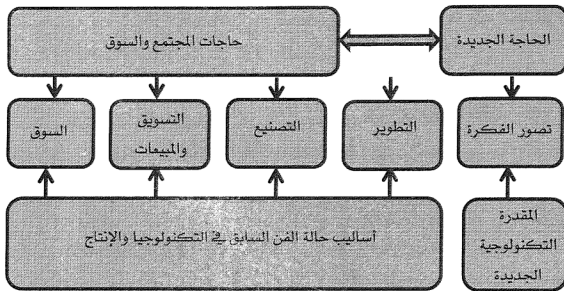 الحاجة الجديدة
حاجات المجتمع والسوق
تصور الفكرة
التطوير
التصنيع
التسويق
والمبيعات
السوق
المقدرة
التكنولوجية
الجديدة
أساليب حالة الفن السابق في التكنولوجيا والإنتاج